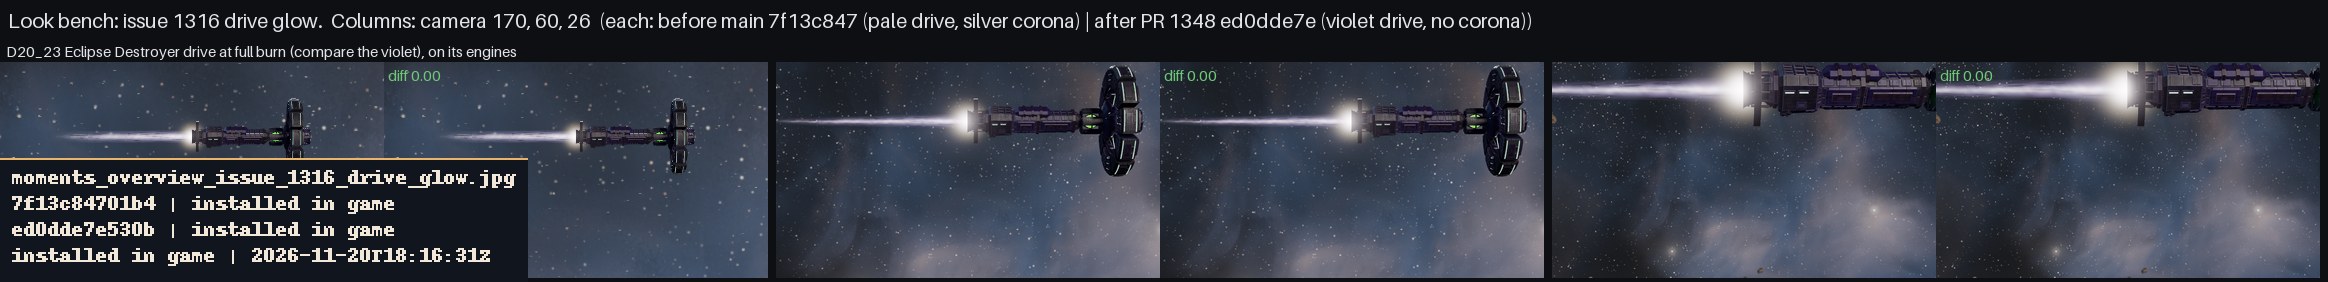 Look bench: issue 1316 drive glow. Columns: camera 170, 60, 26 (each: before main 7f13c847 (pale drive, silver corona) | after PR 1348 ed0dde7e (violet drive, no corona))
D20_23 Eclipse Destroyer drive at full burn (compare the violet), on its engines
diff 0.00
diff 0.00
diff 0.00
moments_overview_issue_1316_drive_glow.jpg
7f13c84701b4 | installed in game
ed0dde7e530b | installed in game
installed in game | 2026-11-20T18:16:31Z